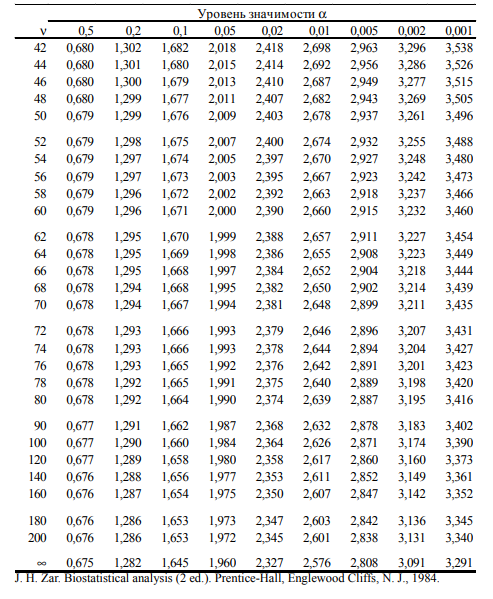 Уровень значимости α
ν 0,5 0,2 0,1 0,05 0,02 0,01 0,005 0,002 0,001
42 0,680 1,302 1,682 2,018 2,418 2,698 2,963 3,296 3,538
44 0,680 1,301 1,680 2,015 2,414 2,692 2,956 3,286 3,526
46 0,680 1,300 1,679 2,013 2,410 2,687 2,949 3,277 3,515
48 0,680 1,299 1,677 2,011 2,407 2,682 2,943 3,269 3,505
50 0,679 1,299 1,676 2,009 2,403 2,678 2,937 3,261 3,496
52 0,679 1,298 1,675 2,007 2,400 2,674 2,932 3,255 3,488
54 0,679 1,297 1,674 2,005 2,397 2,670 2,927 3,248 3,480
56 0,679 1,297 1,673 2,003 2,395 2,667 2,923 3,242 3,473
58 0,679 1,296 1,672 2,002 2,392 2,663 2,918 3,237 3,466
60 0,679 1,296 1,671 2,000 2,390 2,660 2,915 3,232 3,460
62 0,678 1,295 1,670 1,999 2,388 2,657 2,911 3,227 3,454
64 0,678 1,295 1,669 1,998 2,386 2,655 2,908 3,223 3,449
66 0,678 1,295 1,668 1,997 2,384 2,652 2,904 3,218 3,444
68 0,678 1,294 1,668 1,995 2,382 2,650 2,902 3,214 3,439
70 0,678 1,294 1,667 1,994 2,381 2,648 2,899 3,211 3,435
72 0,678 1,293 1,666 1,993 2,379 2,646 2,896 3,207 3,431
74 0,678 1,293 1,666 1,993 2,378 2,644 2,894 3,204 3,427
76 0,678 1,293 1,665 1,992 2,376 2,642 2,891 3,201 3,423
78 0,678 1,292 1,665 1,991 2,375 2,640 2,889 3,198 3,420
80 0,678 1,292 1,664 1,990 2,374 2,639 2,887 3,195 3,416
90 0,677 1,291 1,662 1,987 2,368 2,632 2,878 3,183 3,402
100 0,677 1,290 1,660 1,984 2,364 2,626 2,871 3,174 3,390
120 0,677 1,289 1,658 1,980 2,358 2,617 2,860 3,160 3,373
140 0,676 1,288 1,656 1,977 2,353 2,611 2,852 3,149 3,361
160 0,676 1,287 1,654 1,975 2,350 2,607 2,847 3,142 3,352
180 0,676 1,286 1,653 1,973 2,347 2,603 2,842 3,136 3,345
200 0,676 1,286 1,653 1,972 2,345 2,601 2,838 3,131 3,340
∞ 0,675 1,282 1,645 1,960 2,327 2,576 2,808 3,091 3,291
J. H. Zar. Biostatistical analysis (2 ed.). Prentice-Hall, Englewood Cliffs, N. J., 1984.